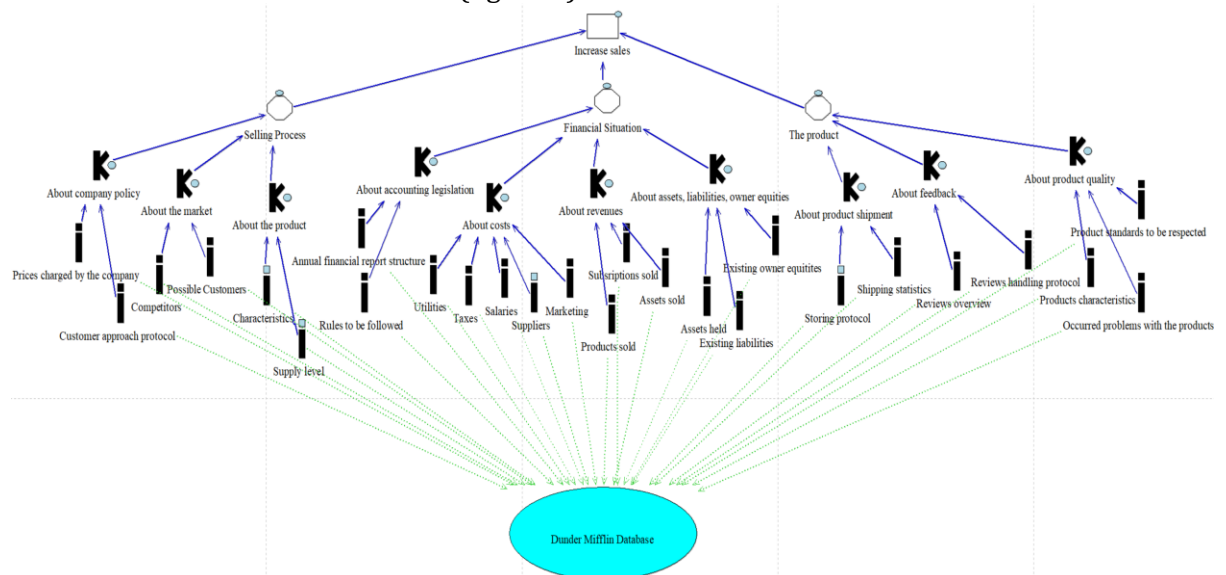 Increase sales
Selling Process
Financial Situation
The product
About company policy
About the market
About the product
About accounting legislation
About costs
About revenues
About assets, liabilities, owner equities
About product shipment
About feedback
About product quality
Prices charged by the company
Customer approach protocol
Competitors
Possible Customers
Characteristics
Supply level
Annual financial report structure
Rules to be followed
Utilities
Taxes
Salaries
Suppliers
Marketing
Subsriptions sold
Assets sold
Products sold
Assets held
Existing liabilities
Existing owner equitites
Storing protocol
Shipping statistics
Reviews overview
Reviews handling protocol
Product standards to be respected
Products characteristics
Occurred problems with the products
Dunder Mifflin Database